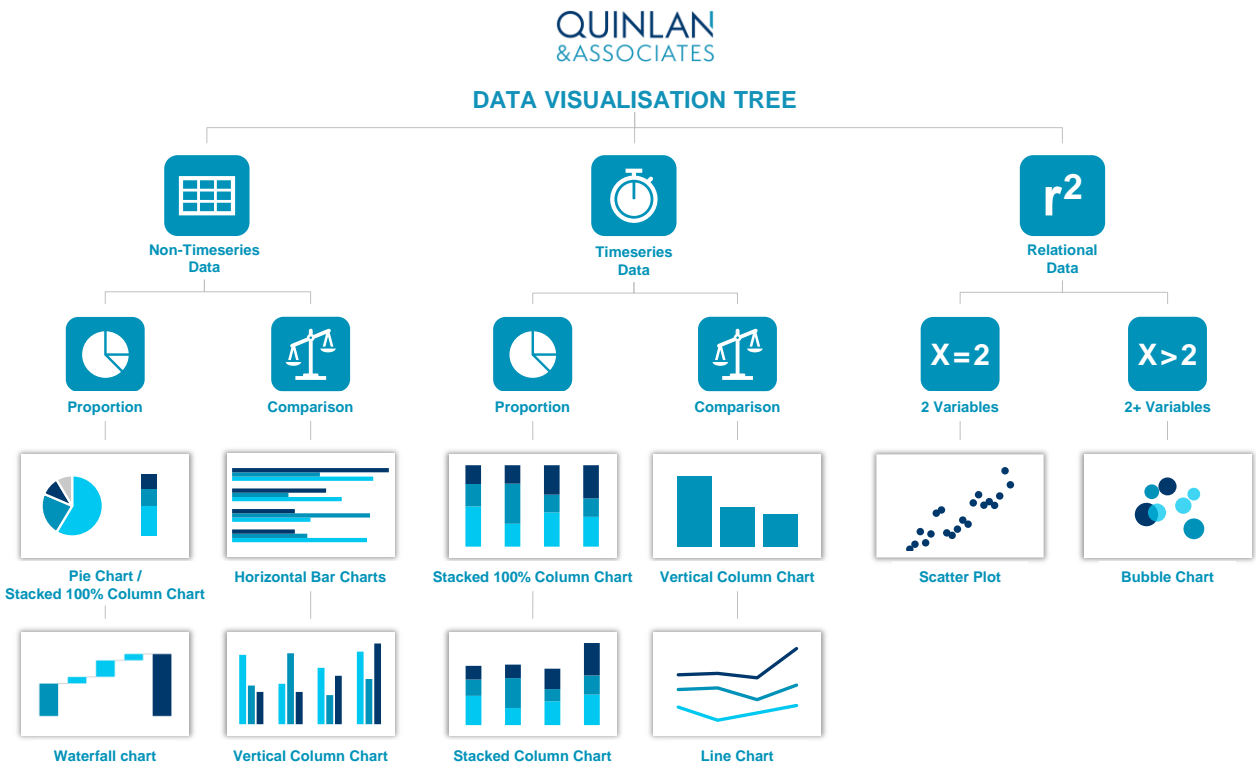 QUINLAN
&ASSOCIATES
DATA VISUALISATION TREE
r²
Non-Timeseries
Data
Timeseries
Data
Relational
Data
X=2
X>2
Proportion
Comparison
Proportion
Comparison
2 Variables
2+ Variables
Pie Chart /
Stacked 100% Column Chart
Horizontal Bar Charts
Stacked 100% Column Chart
Vertical Column Chart
Scatter Plot
Bubble Chart
Waterfall chart
Vertical Column Chart
Stacked Column Chart
Line Chart